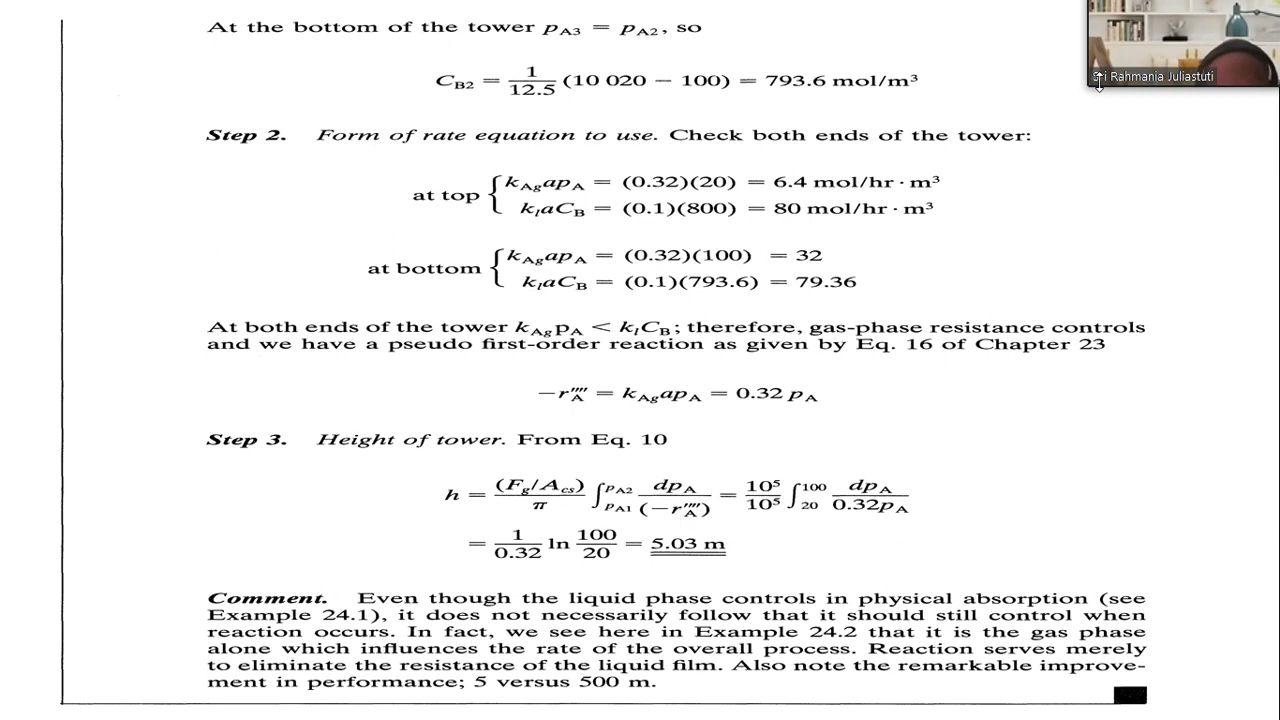 At the bottom of the tower p_A3 = p_A2, so
C_B2 = 1/12.5 (10 020 − 100) = 793.6 mol/m³
Step 2. Form of rate equation to use. Check both ends of the tower:
at top { k_Ag a p_A = (0.32)(20) = 6.4 mol/hr · m³
k_l a C_B = (0.1)(800) = 80 mol/hr · m³
at bottom { k_Ag a p_A = (0.32)(100) = 32
k_l a C_B = (0.1)(793.6) = 79.36
At both ends of the tower k_Ag p_A < k_l C_B; therefore, gas-phase resistance controls
and we have a pseudo first-order reaction as given by Eq. 16 of Chapter 23
−r_A'''' = k_Ag a p_A = 0.32 p_A
Step 3. Height of tower. From Eq. 10
h = (F_g/A_cs)/π ∫_pA1^pA2 dp_A/(−r_A'''') = 10⁵/10⁵ ∫_20^100 dp_A/0.32p_A
= 1/0.32 ln 100/20 = 5.03 m
Comment. Even though the liquid phase controls in physical absorption (see
Example 24.1), it does not necessarily follow that it should still control when
reaction occurs. In fact, we see here in Example 24.2 that it is the gas phase
alone which influences the rate of the overall process. Reaction serves merely
to eliminate the resistance of the liquid film. Also note the remarkable improve-
ment in performance; 5 versus 500 m.
Sri Rahmania Juliastuti